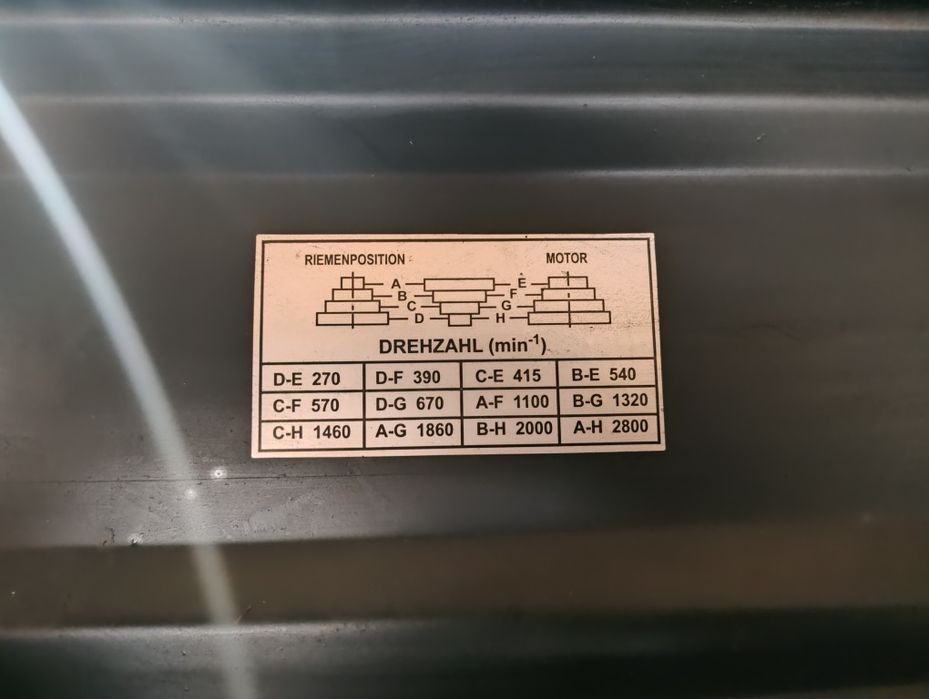 RIEMENPOSITION MOTOR
A E
B F
C G
D H
DREHZAHL (min-1)
D-E 270 D-F 390 C-E 415 B-E 540
C-F 570 D-G 670 A-F 1100 B-G 1320
C-H 1460 A-G 1860 B-H 2000 A-H 2800